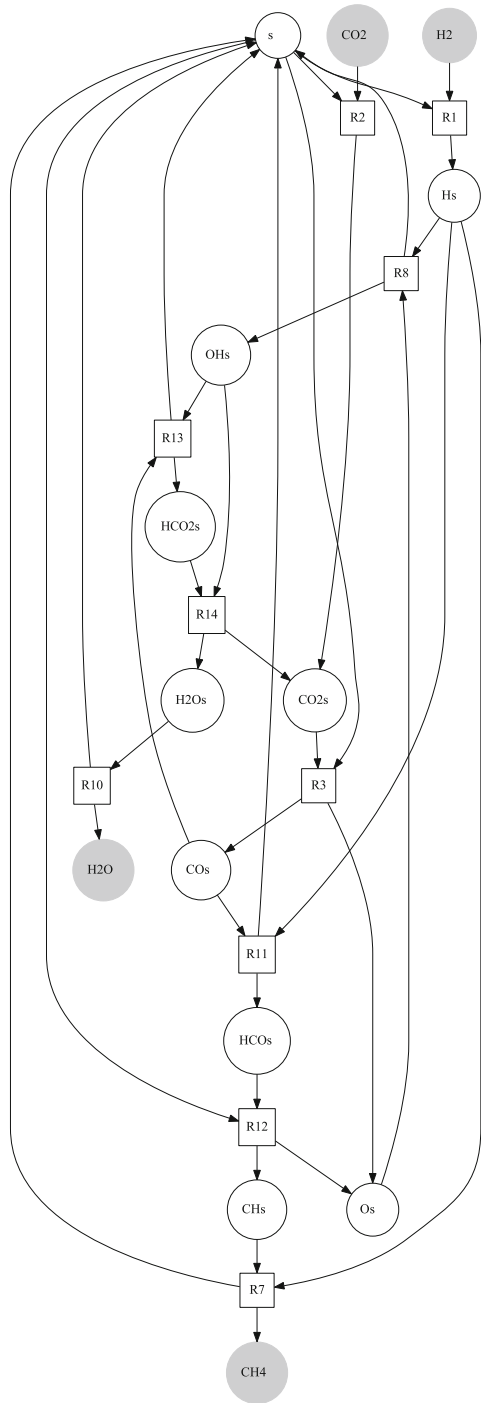 s
CO2
H2
R2
R1
Hs
R8
OHs
R13
HCO2s
R14
H2Os
CO2s
R10
R3
H2O
COs
R11
HCOs
R12
CHs
Os
R7
CH4